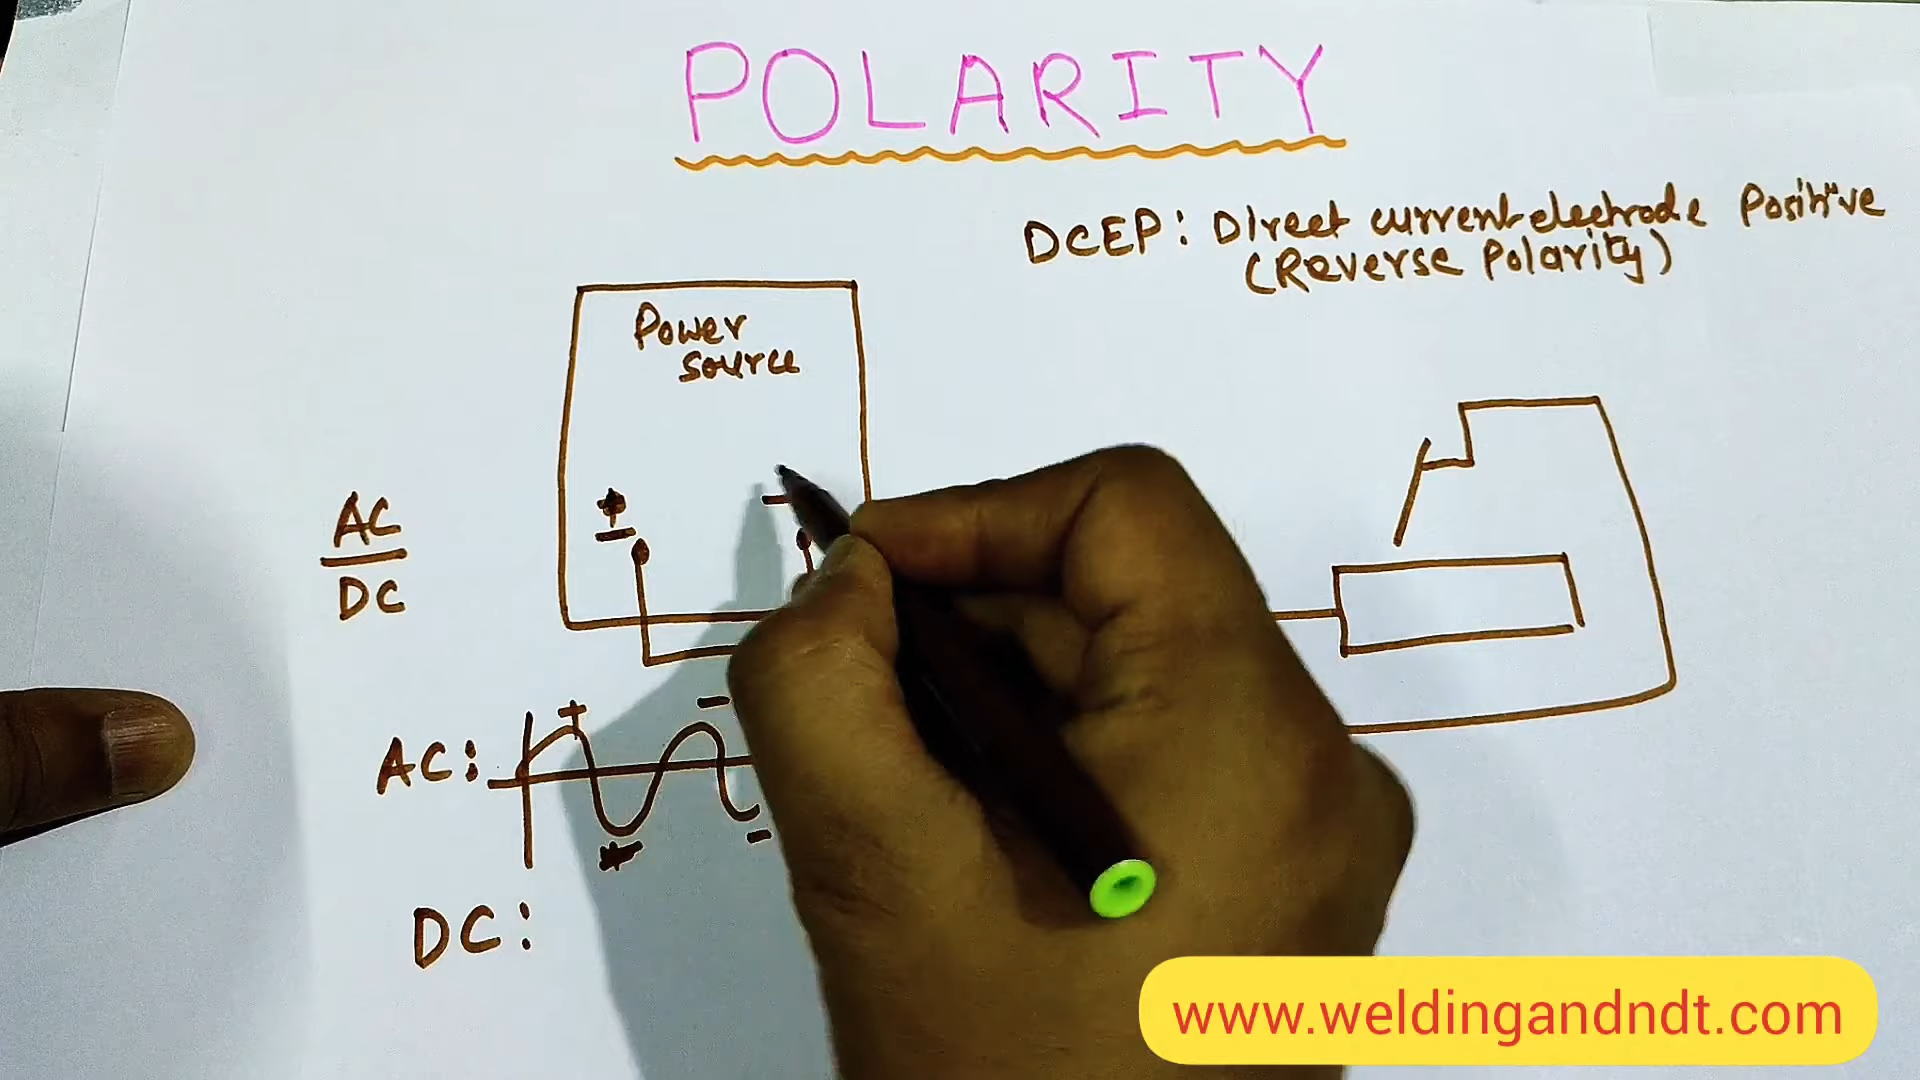 POLARITY
DCEP: Direct current electrode Positive
(Reverse Polarity)
Power
source
AC
DC
+
-
-
AC:
+
-
-
DC:
www.weldingandndt.com